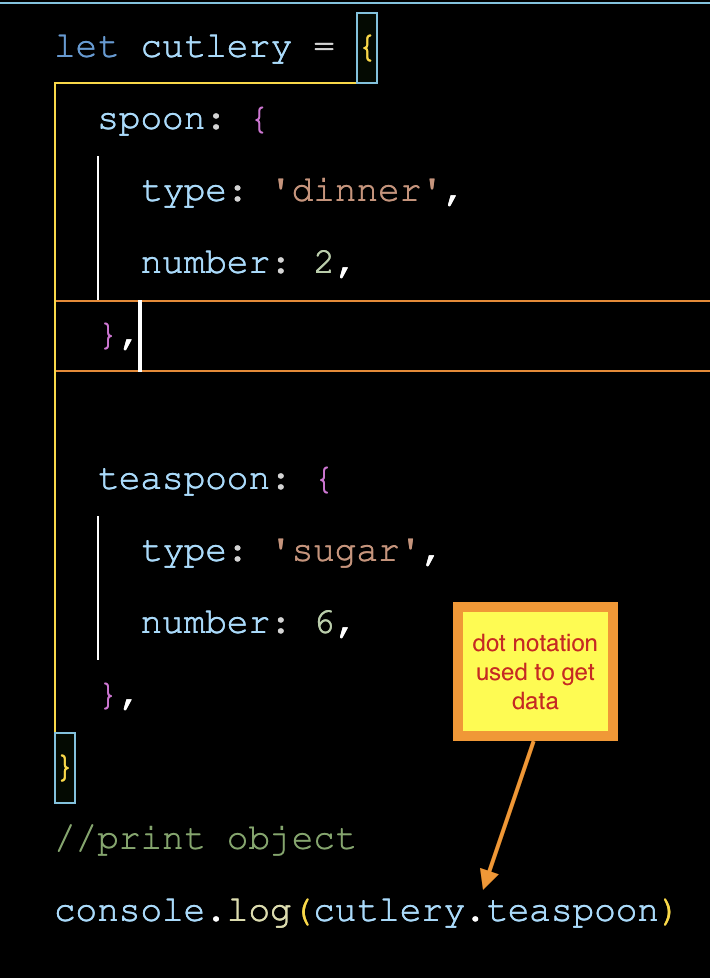 let cutlery = {
spoon: {
type: 'dinner',
number: 2,
},
teaspoon: {
type: 'sugar',
number: 6,
},
}
dot notation
used to get
data
//print object
console.log(cutlery.teaspoon)